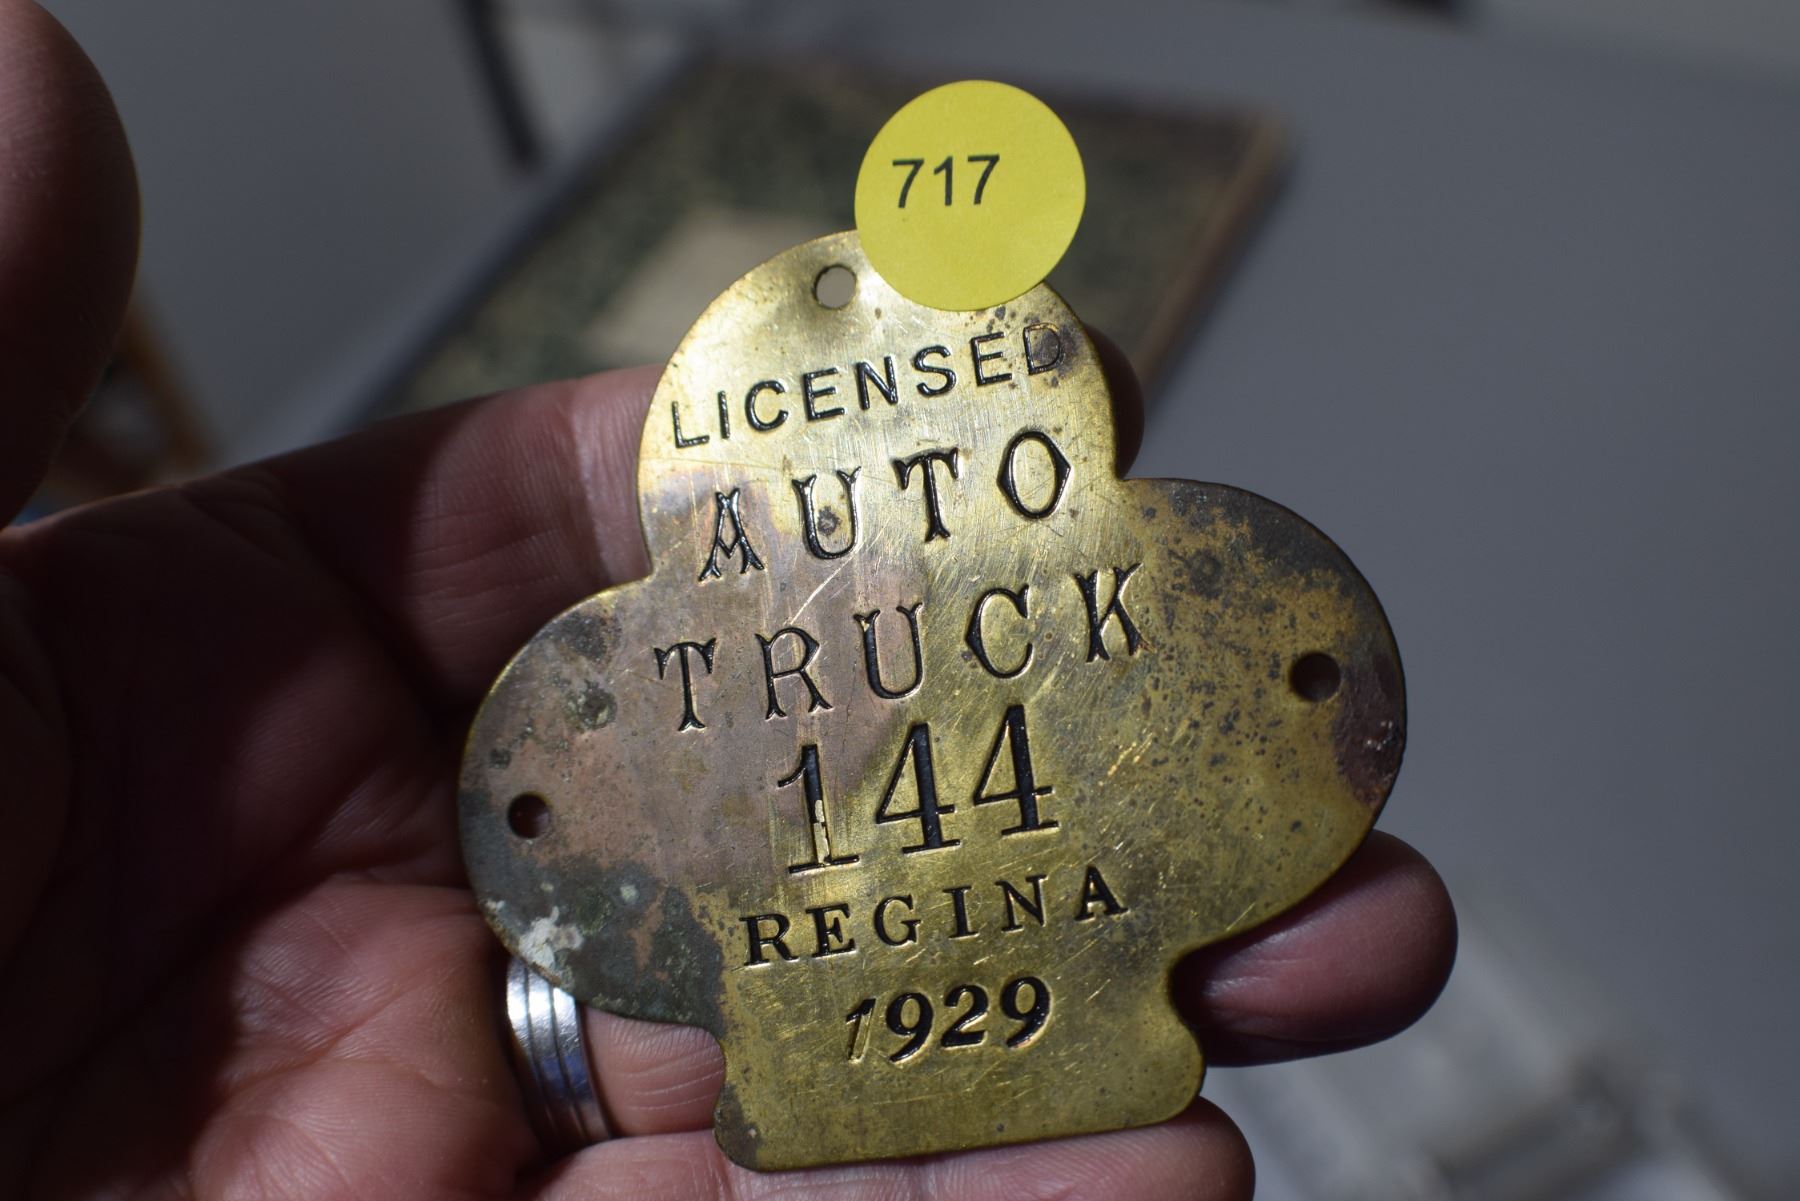 717
LICENSED
AUTO
TRUCK
144
REGINA
1929